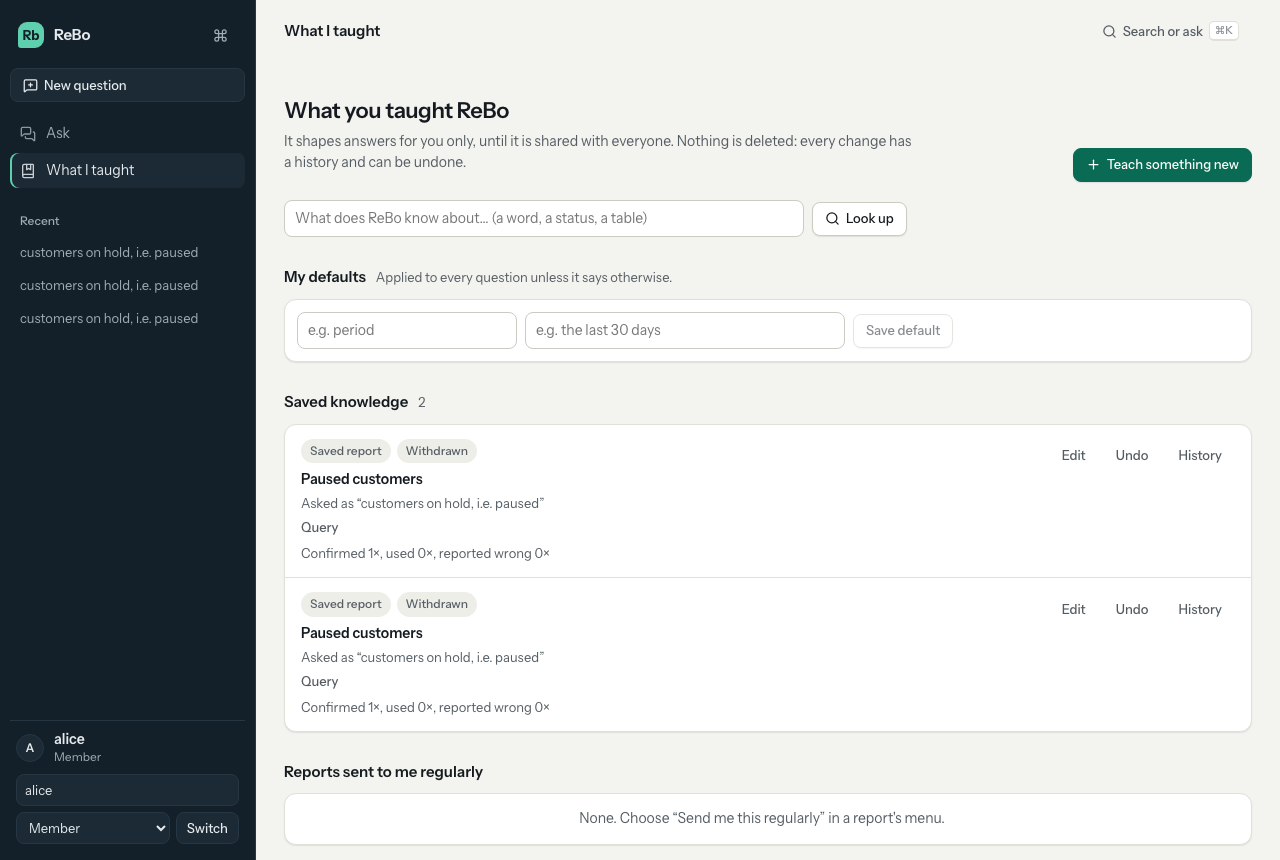 Rb ReBo
New question
Ask
What I taught
Recent
customers on hold, i.e. paused
customers on hold, i.e. paused
customers on hold, i.e. paused
A alice
Member
alice
Member Switch
What I taught
Search or ask ⌘K
What you taught ReBo
It shapes answers for you only, until it is shared with everyone. Nothing is deleted: every change has
a history and can be undone.
Teach something new
What does ReBo know about... (a word, a status, a table) Look up
My defaults Applied to every question unless it says otherwise.
e.g. period e.g. the last 30 days Save default
Saved knowledge 2
Saved report Withdrawn Edit Undo History
Paused customers
Asked as “customers on hold, i.e. paused”
Query
Confirmed 1×, used 0×, reported wrong 0×
Saved report Withdrawn Edit Undo History
Paused customers
Asked as “customers on hold, i.e. paused”
Query
Confirmed 1×, used 0×, reported wrong 0×
Reports sent to me regularly
None. Choose “Send me this regularly” in a report's menu.